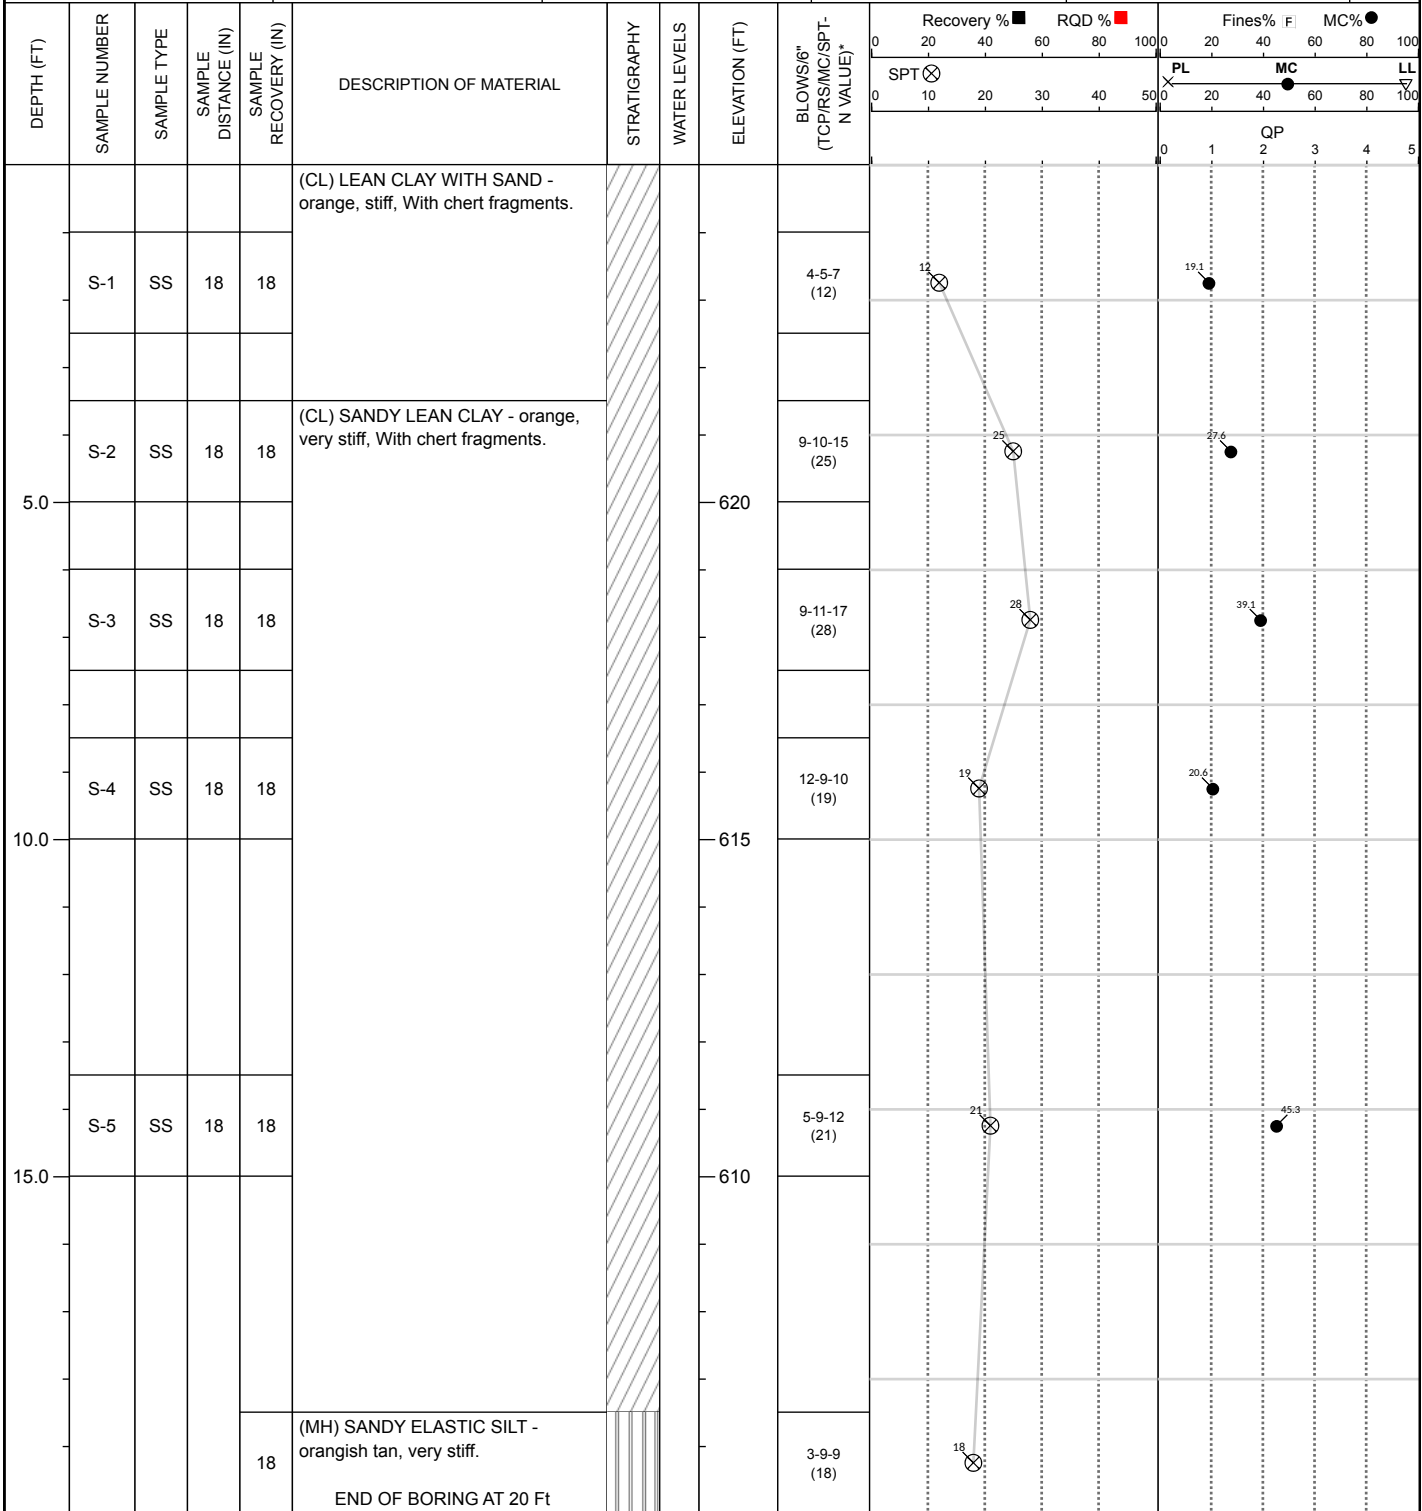 DEPTH (FT)
SAMPLE NUMBER
SAMPLE TYPE
SAMPLE
DISTANCE (IN)
SAMPLE
RECOVERY (IN)
DESCRIPTION OF MATERIAL
STRATIGRAPHY
WATER LEVELS
ELEVATION (FT)
BLOWS/6"
(TCP/RS/MC/SPT-
N VALUE)*
Recovery % RQD %
0 20 40 60 80 100
SPT
0 10 20 30 40 50
Fines% F MC%
0 20 40 60 80 100
PL MC LL
0 20 40 60 80 100
QP
0 1 2 3 4 5
(CL) LEAN CLAY WITH SAND -
orange, stiff, With chert fragments.
S-1 SS 18 18
4-5-7
(12)
12
19.1
(CL) SANDY LEAN CLAY - orange,
very stiff, With chert fragments.
S-2 SS 18 18
9-10-15
(25)
25
27.6
5.0
620
S-3 SS 18 18
9-11-17
(28)
28
39.1
S-4 SS 18 18
12-9-10
(19)
19
20.6
10.0
615
S-5 SS 18 18
5-9-12
(21)
21
45.3
15.0
610
(MH) SANDY ELASTIC SILT -
orangish tan, very stiff.
18
3-9-9
(18)
18
END OF BORING AT 20 Ft